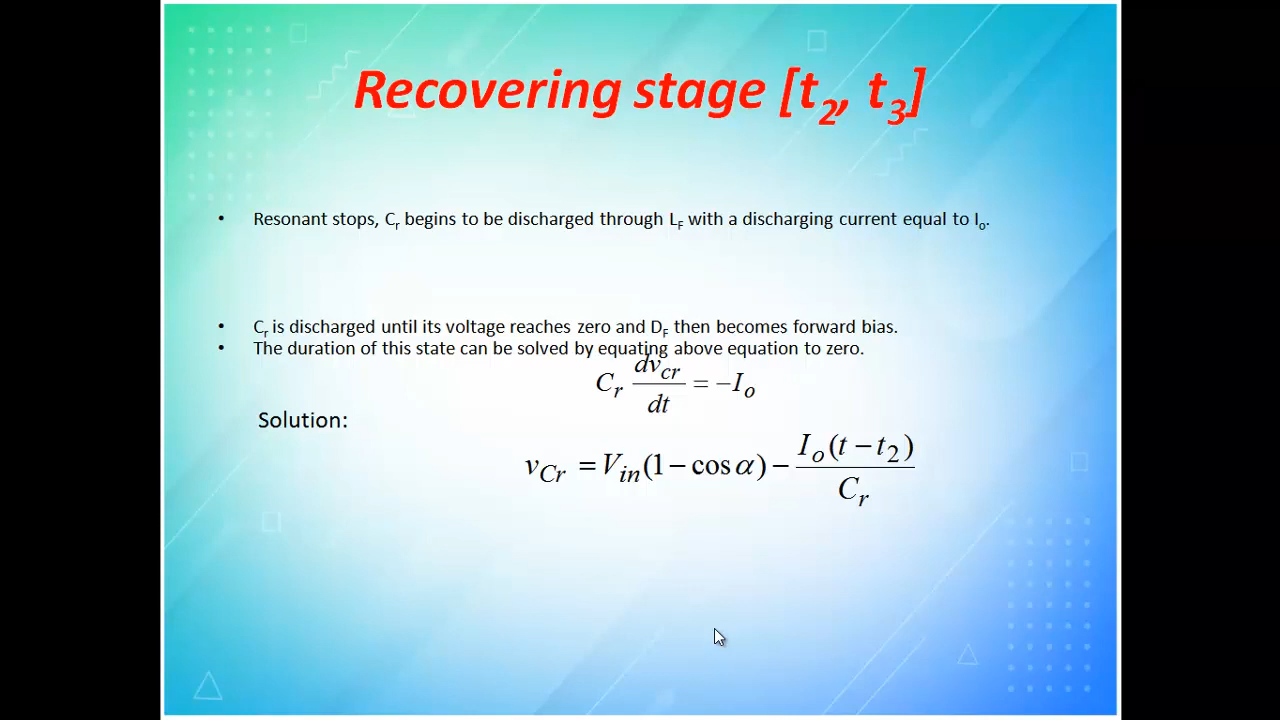 Recovering stage [t2, t3]
• Resonant stops, Cr begins to be discharged through LF with a discharging current equal to Io.
• Cr is discharged until its voltage reaches zero and DF then becomes forward bias.
• The duration of this state can be solved by equating above equation to zero.
Cr dvcr/dt = −Io
Solution:
vCr = Vin(1 − cos α) − Io(t − t2)/Cr